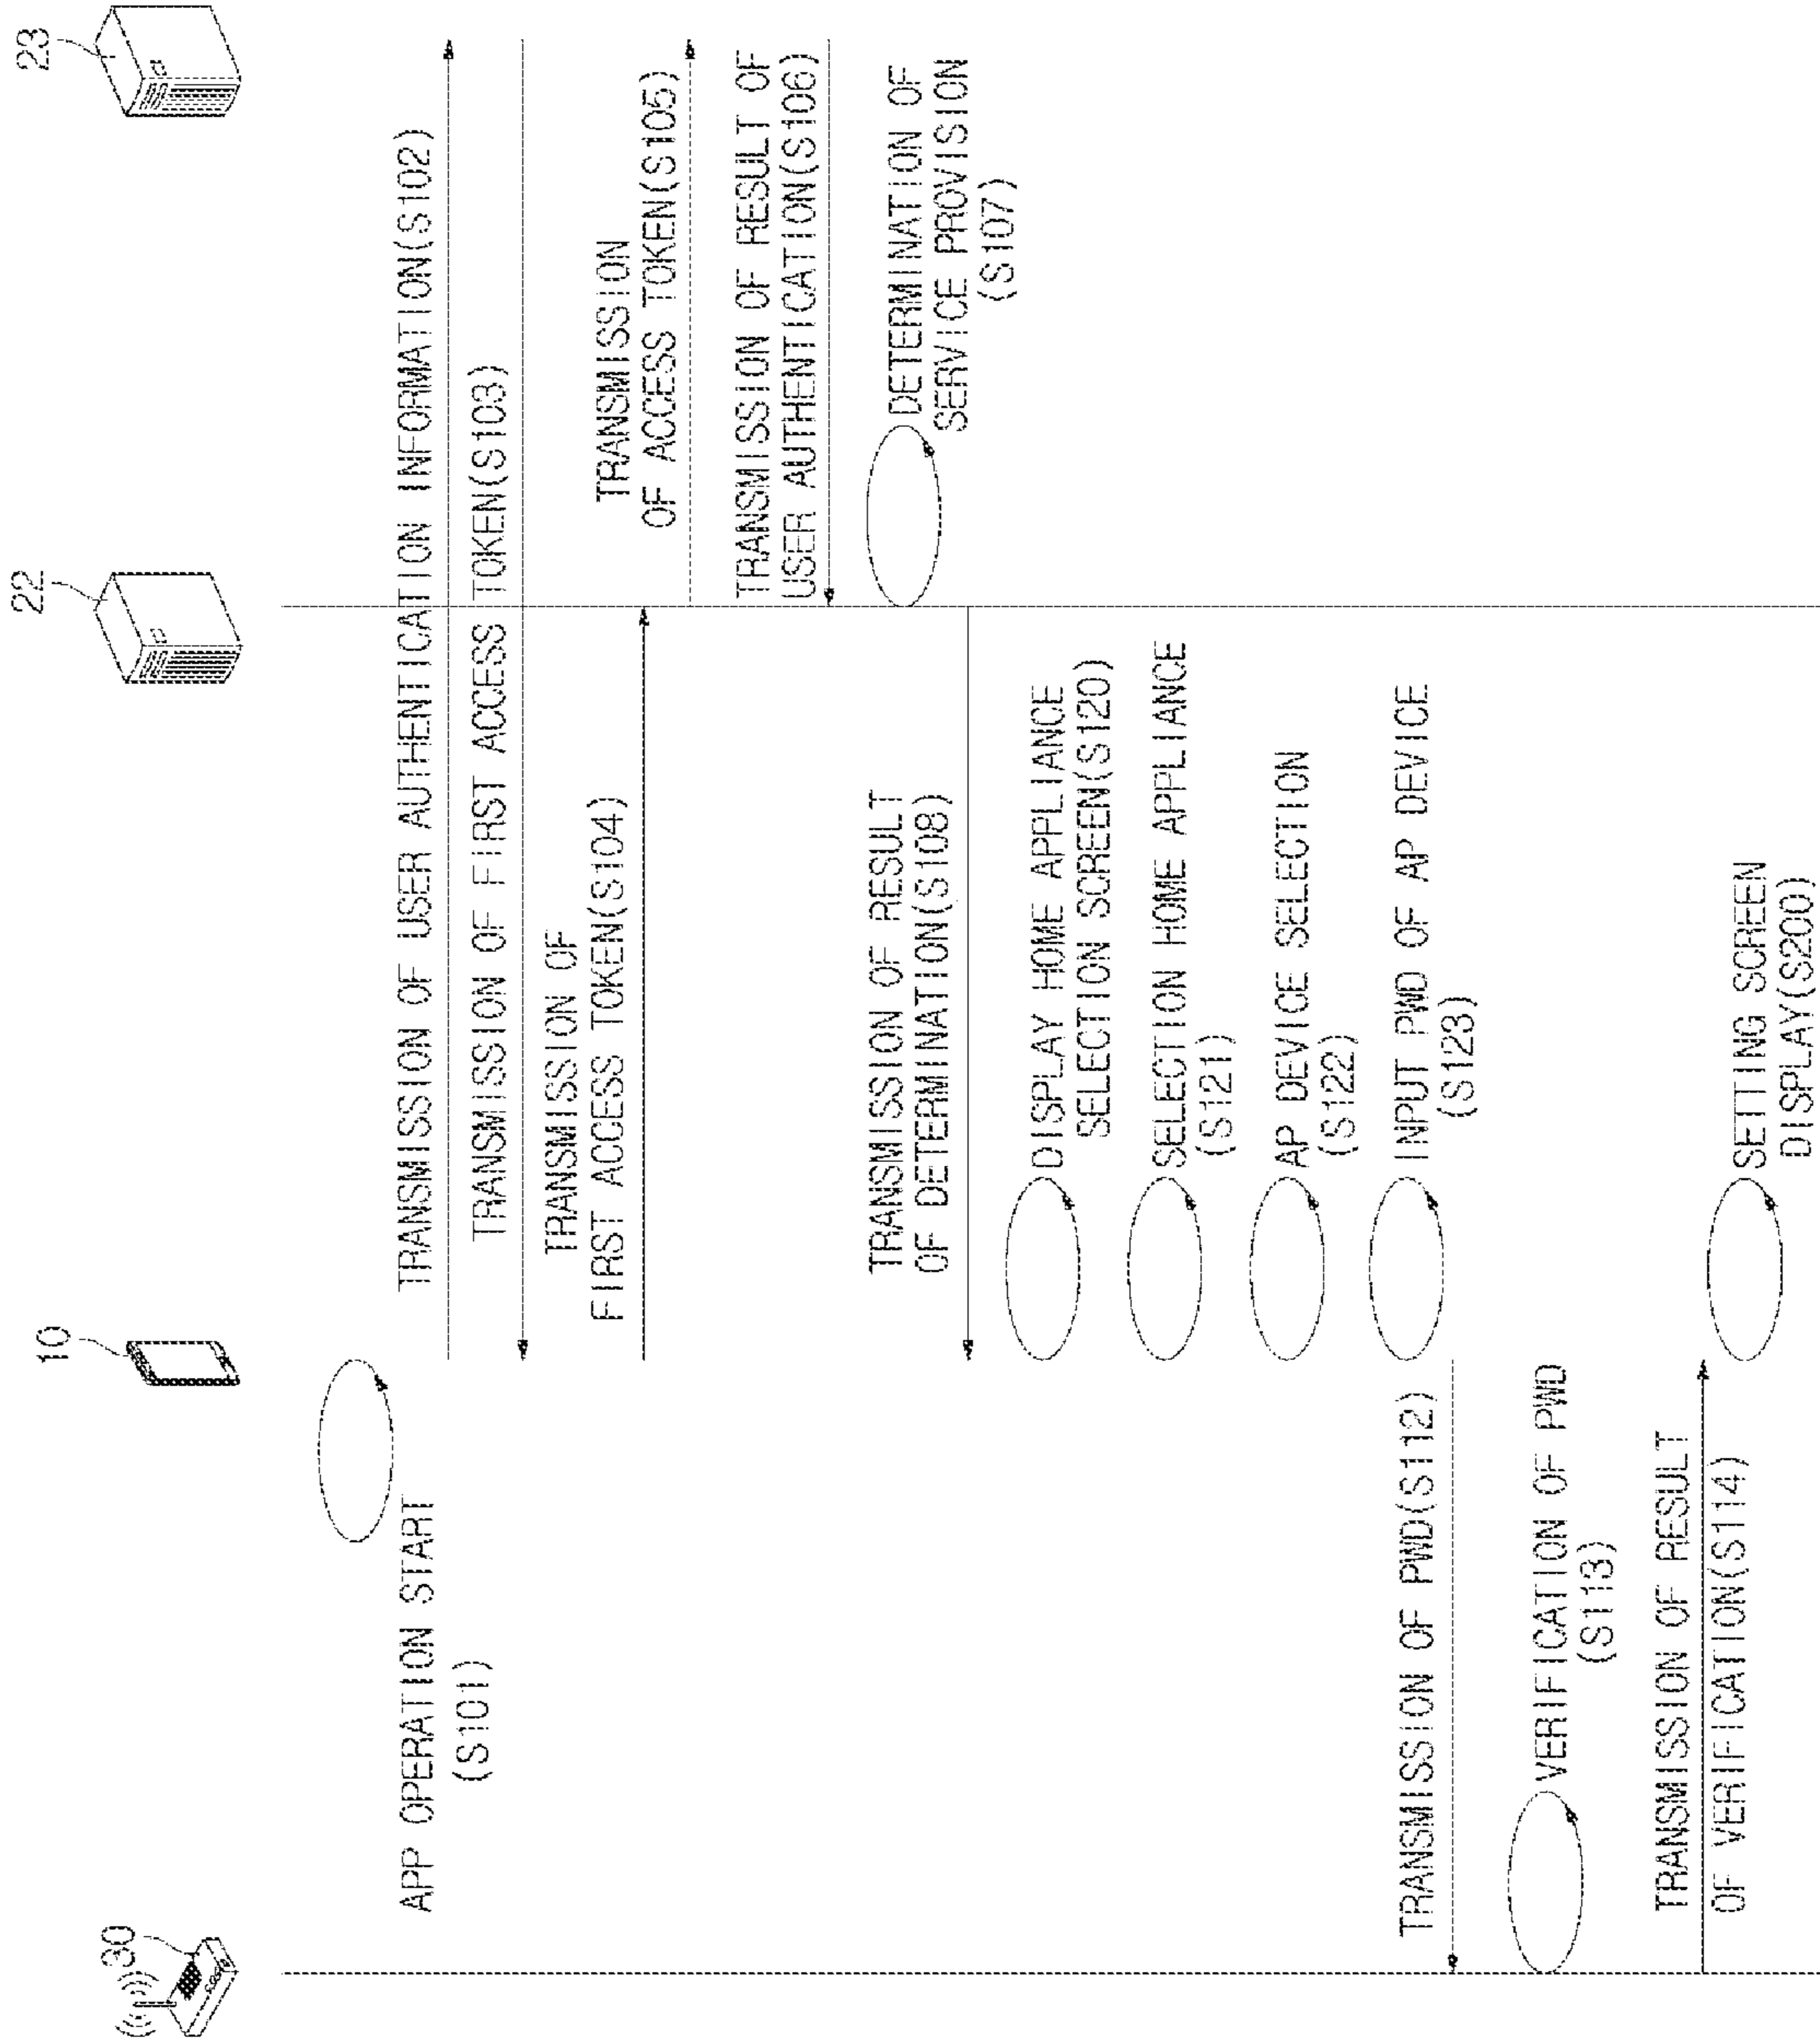 30
10
22
23
APP OPERATION START
(S101)
TRANSMISSION OF USER AUTHENTICATION INFORMATION(S102)
TRANSMISSION OF FIRST ACCESS TOKEN(S103)
TRANSMISSION OF
FIRST ACCESS TOKEN(S104)
TRANSMISSION
OF ACCESS TOKEN(S105)
TRANSMISSION OF RESULT OF
USER AUTHENTICATION(S106)
DETERMINATION OF
SERVICE PROVISION
(S107)
TRANSMISSION OF RESULT
OF DETERMINATION(S108)
DISPLAY HOME APPLIANCE
SELECTION SCREEN(S120)
SELECTION HOME APPLIANCE
(S121)
AP DEVICE SELECTION
(S122)
INPUT PWD OF AP DEVICE
(S123)
TRANSMISSION OF PWD(S112)
VERIFICATION OF PWD
(S113)
TRANSMISSION OF RESULT
OF VERIFICATION(S114)
SETTING SCREEN
DISPLAY(S200)